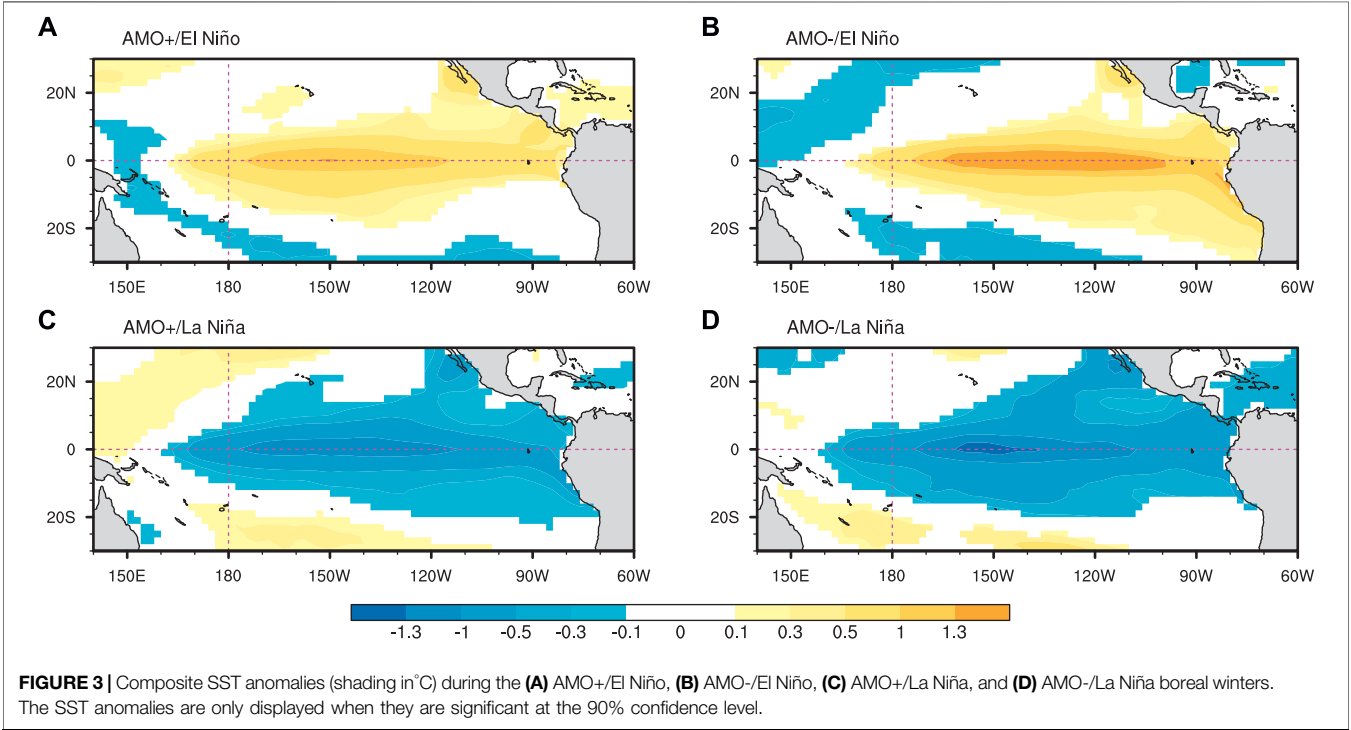 A
AMO+/El Niño
20N
0
20S
150E 180 150W 120W 90W 60W
B
AMO-/El Niño
20N
0
20S
150E 180 150W 120W 90W 60W
C
AMO+/La Niña
20N
0
20S
150E 180 150W 120W 90W 60W
D
AMO-/La Niña
20N
0
20S
150E 180 150W 120W 90W 60W
-1.3 -1 -0.5 -0.3 -0.1 0 0.1 0.3 0.5 1 1.3
FIGURE 3 | Composite SST anomalies (shading in°C) during the (A) AMO+/El Niño, (B) AMO-/El Niño, (C) AMO+/La Niña, and (D) AMO-/La Niña boreal winters.
The SST anomalies are only displayed when they are significant at the 90% confidence level.